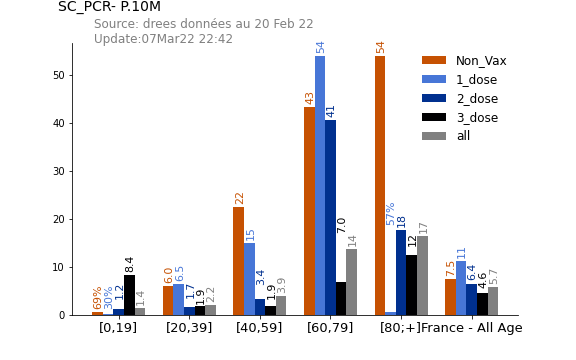 SC_PCR- P.10M
Source: drees données au 20 Feb 22
Update:07Mar22 22:42
54 54
Non_Vax
1_dose
2_dose
3_dose
all
50
43 41
40
30
22
20
15
57% 18 12 17
7.0 14
10
8.4
6.0 6.5 1.7 1.9 2.2
3.4 1.9 3.9
7.5 11 6.4 4.6 5.7
69% 30% 1.2 1.4
0
[0,19] [20,39] [40,59] [60,79] [80;+] France - All Age